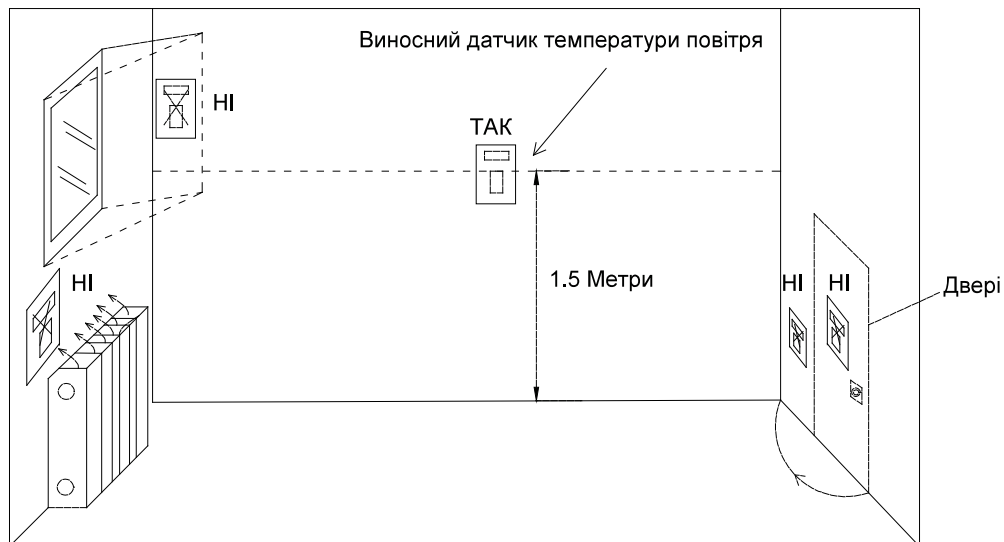 Виносний датчик температури повітря
НІ
ТАК
НІ
1.5 Метри
НІ
НІ
Двері